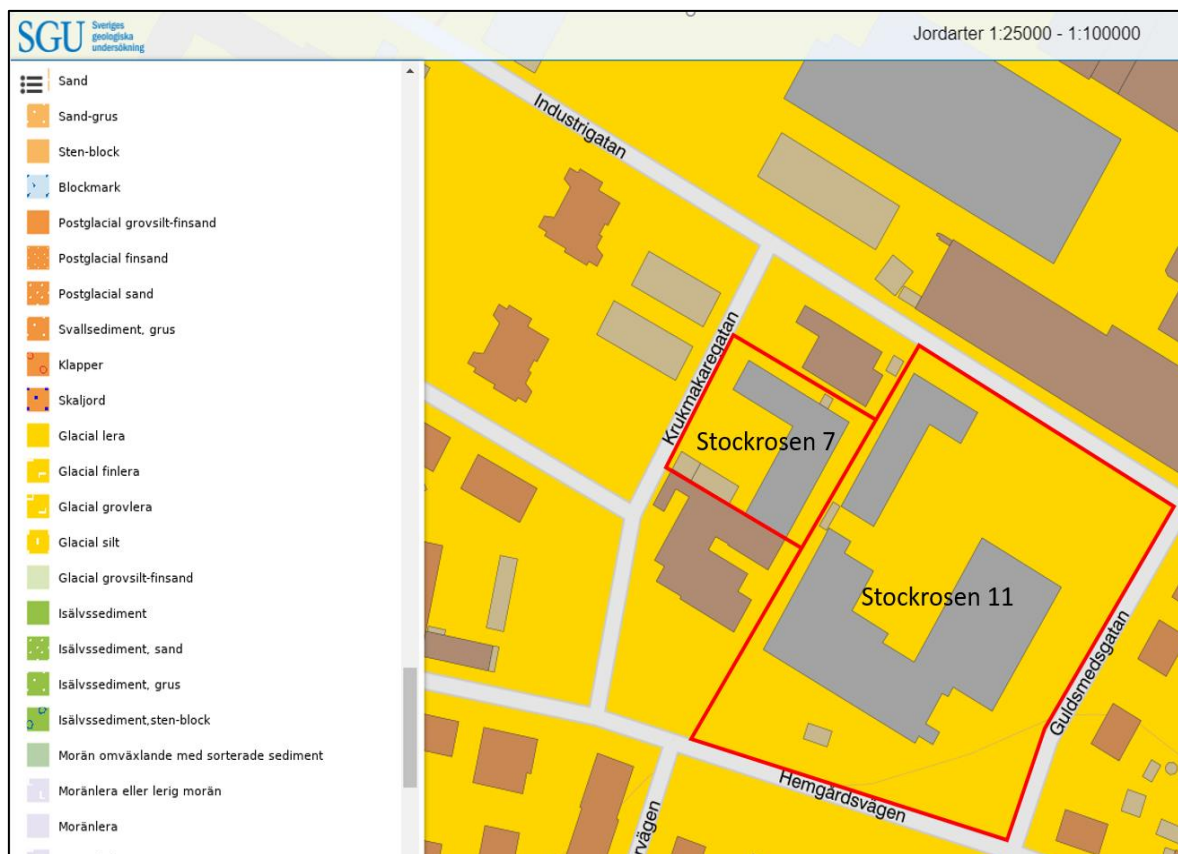 SGU Sveriges
geologiska
undersökning
Jordarter 1:25000 - 1:100000
Sand
Sand-grus
Sten-block
Blockmark
Postglacial grovsilt-finsand
Postglacial finsand
Postglacial sand
Svallsediment, grus
Klapper
Skaljord
Glacial lera
Glacial finlera
Glacial grovlera
Glacial silt
Glacial grovsilt-finsand
Isälvssediment
Isälvssediment, sand
Isälvssediment, grus
Isälvssediment,sten-block
Morän omväxlande med sorterade sediment
Moränlera eller lerig morän
Moränlera
Industrigatan
Krukmakaregatan
Stockrosen 7
Stockrosen 11
Guldsmedsgatan
Hemgårdsvägen